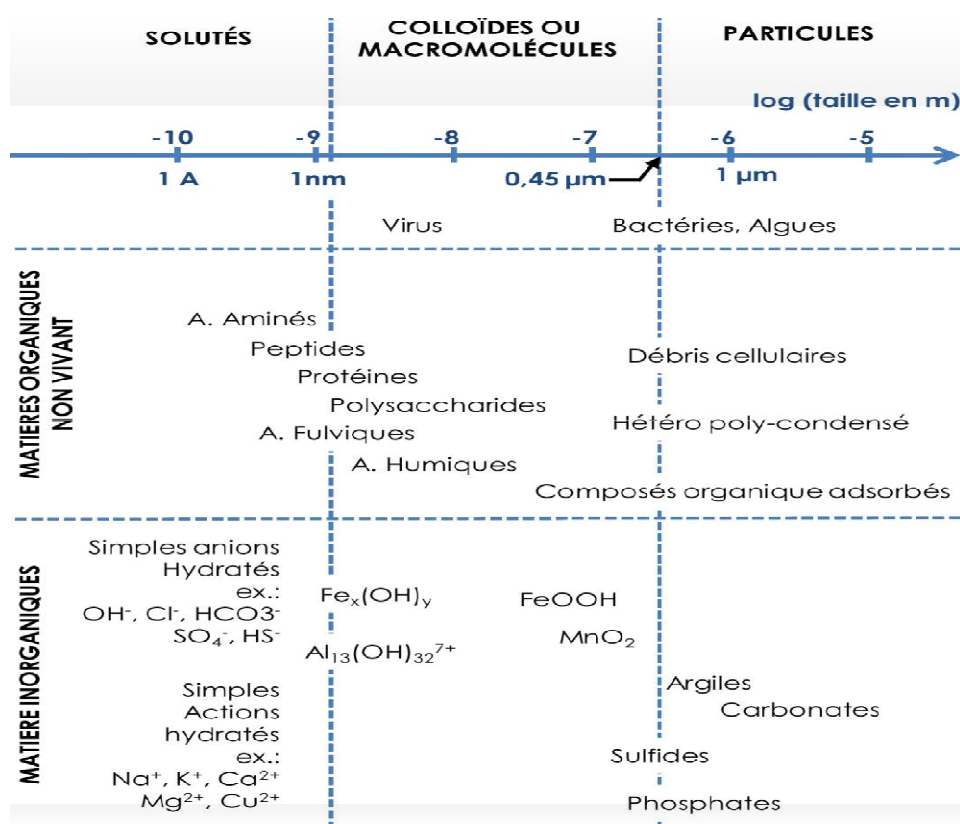 SOLUTÉS
COLLOÏDES OU
MACROMOLÉCULES
PARTICULES
log (taille en m)
-10 -9 -8 -7 -6 -5
1 A 1nm 0,45 µm 1 µm
Virus
Bactéries, Algues
MATIERES ORGANIQUES
NON VIVANT
A. Aminés
Peptides
Protéines
Polysaccharides
A. Fulviques
A. Humiques
Débris cellulaires
Hétéro poly-condensé
Composés organique adsorbés
MATIERE INORGANIQUES
Simples anions
Hydratés
ex.:
OH⁻, Cl⁻, HCO3⁻
SO₄⁻, HS⁻
Simples
Actions
hydratés
ex.:
Na⁺, K⁺, Ca²⁺
Mg²⁺, Cu²⁺
Feₓ(OH)ᵧ
Al₁₃(OH)₃₂⁷⁺
FeOOH
MnO₂
Argiles
Carbonates
Sulfides
Phosphates